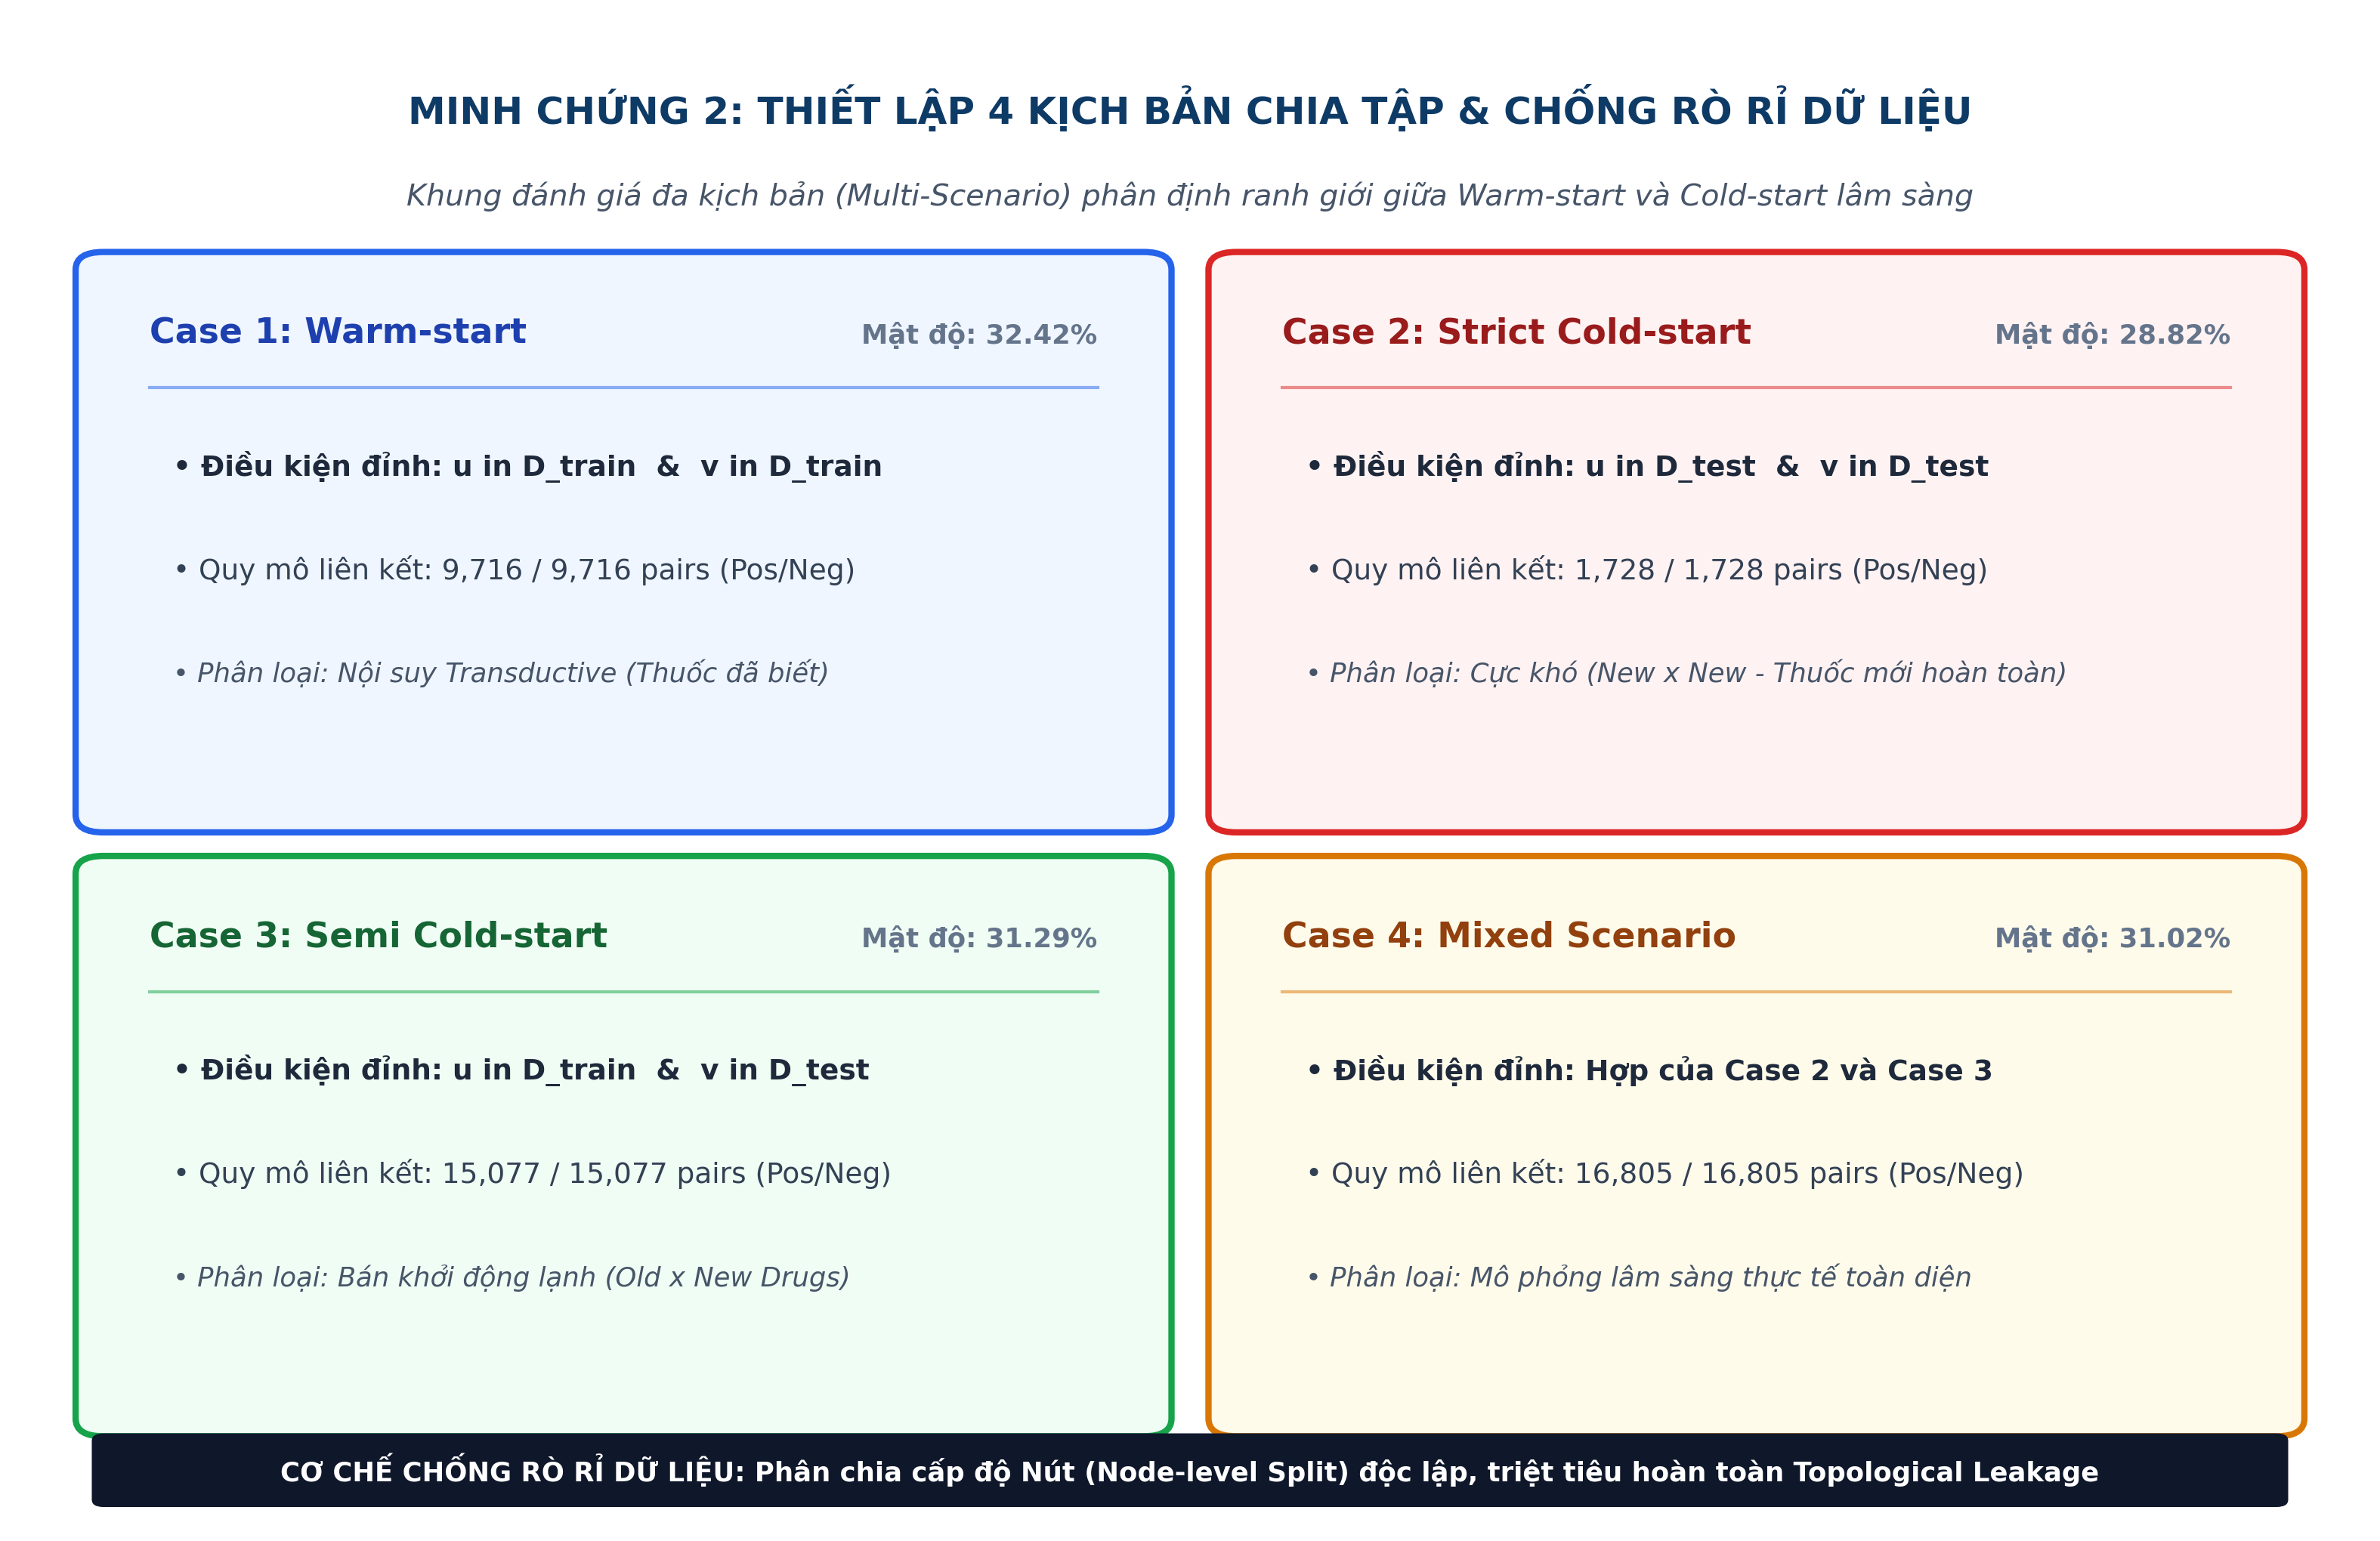 MINH CHỨNG 2: THIẾT LẬP 4 KỊCH BẢN CHIA TẬP & CHỐNG RÒ RỈ DỮ LIỆU
Khung đánh giá đa kịch bản (Multi-Scenario) phân định ranh giới giữa Warm-start và Cold-start lâm sàng
Case 1: Warm-start
Mật độ: 32.42%
• Điều kiện đỉnh: u in D_train & v in D_train
• Quy mô liên kết: 9,716 / 9,716 pairs (Pos/Neg)
• Phân loại: Nội suy Transductive (Thuốc đã biết)
Case 2: Strict Cold-start
Mật độ: 28.82%
• Điều kiện đỉnh: u in D_test & v in D_test
• Quy mô liên kết: 1,728 / 1,728 pairs (Pos/Neg)
• Phân loại: Cực khó (New x New - Thuốc mới hoàn toàn)
Case 3: Semi Cold-start
Mật độ: 31.29%
• Điều kiện đỉnh: u in D_train & v in D_test
• Quy mô liên kết: 15,077 / 15,077 pairs (Pos/Neg)
• Phân loại: Bán khởi động lạnh (Old x New Drugs)
Case 4: Mixed Scenario
Mật độ: 31.02%
• Điều kiện đỉnh: Hợp của Case 2 và Case 3
• Quy mô liên kết: 16,805 / 16,805 pairs (Pos/Neg)
• Phân loại: Mô phỏng lâm sàng thực tế toàn diện
CƠ CHẾ CHỐNG RÒ RỈ DỮ LIỆU: Phân chia cấp độ Nút (Node-level Split) độc lập, triệt tiêu hoàn toàn Topological Leakage